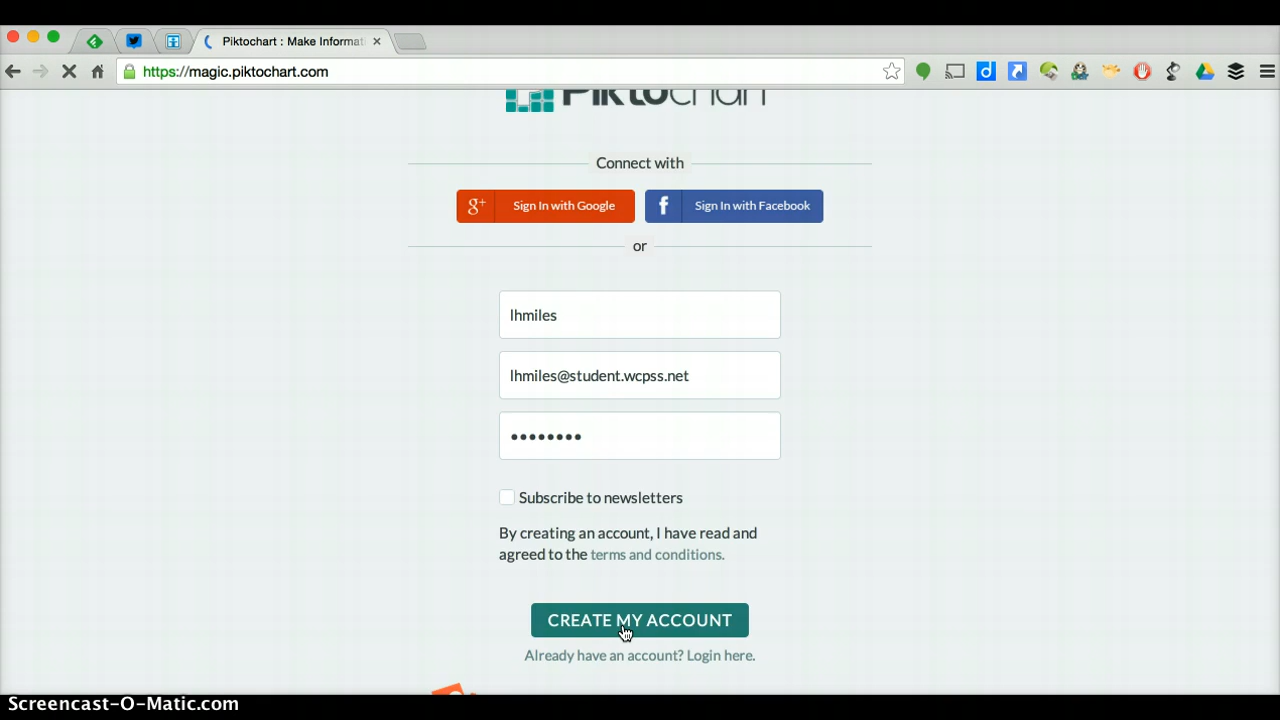 Piktochart : Make Informat
https://magic.piktochart.com
Piktochart
Connect with
g+ Sign In with Google
f Sign In with Facebook
or
lhmiles
lhmiles@student.wcpss.net
••••••••
Subscribe to newsletters
By creating an account, I have read and
agreed to the terms and conditions.
CREATE MY ACCOUNT
Already have an account? Login here.
Screencast-O-Matic.com